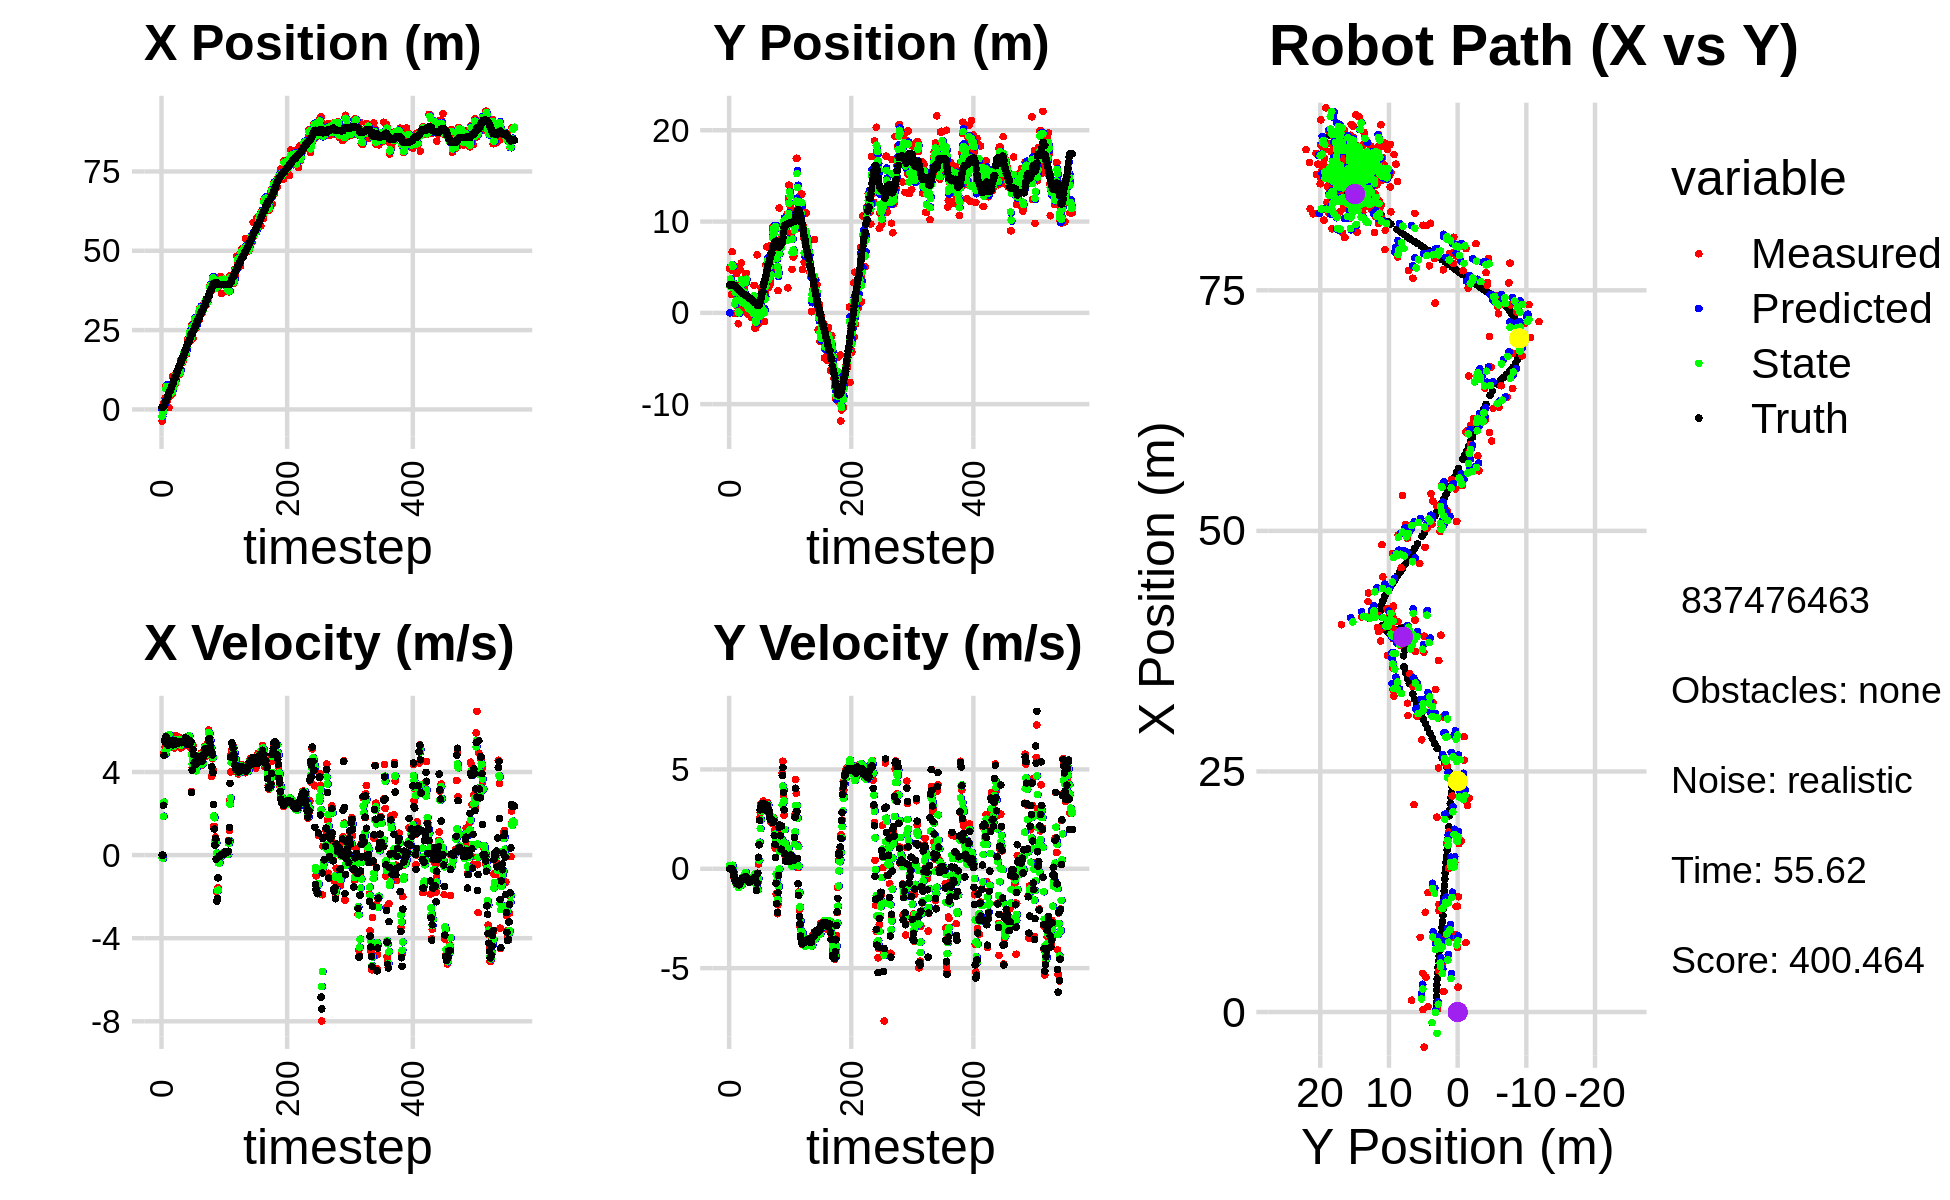 X Position (m)
75
50
25
0
0
200
400
timestep
Y Position (m)
20
10
0
-10
0
200
400
timestep
X Velocity (m/s)
4
0
-4
-8
0
200
400
timestep
Y Velocity (m/s)
5
0
-5
0
200
400
timestep
Robot Path (X vs Y)
X Position (m)
75
50
25
0
20 10 0 -10 -20
Y Position (m)
variable
Measured
Predicted
State
Truth
837476463
Obstacles: none
Noise: realistic
Time: 55.62
Score: 400.464